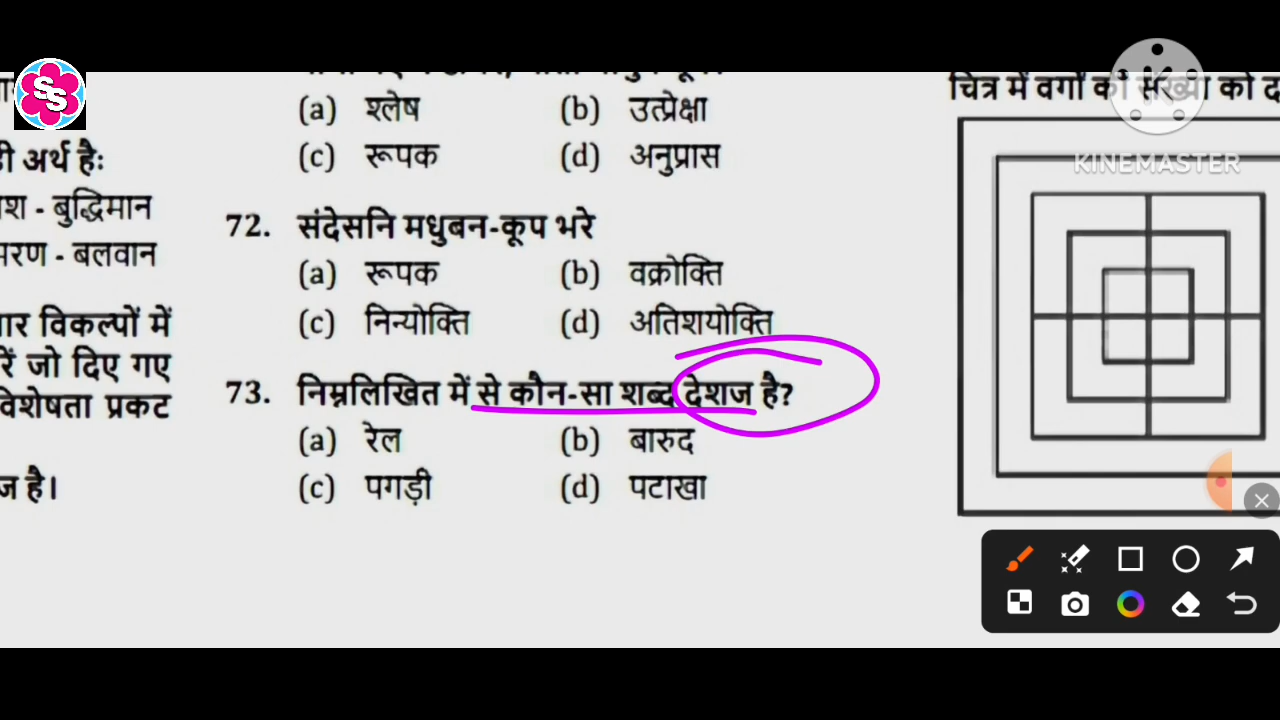 SS
ही अर्थ हैः
- बुद्धिमान
- बलवान
विकल्पों में
जो दिए गए
विशेषता प्रकट
है।
(a) श्लेष (b) उत्प्रेक्षा
(c) रूपक (d) अनुप्रास
72. संदेसनि मधुबन-कूप भरे
(a) रूपक (b) वक्रोक्ति
(c) निन्योक्ति (d) अतिशयोक्ति
73. निम्नलिखित में से कौन-सा शब्द देशज है?
(a) रेल (b) बारुद
(c) पगड़ी (d) पटाखा
चित्र में वर्गों की संख्या को
KINEMASTER